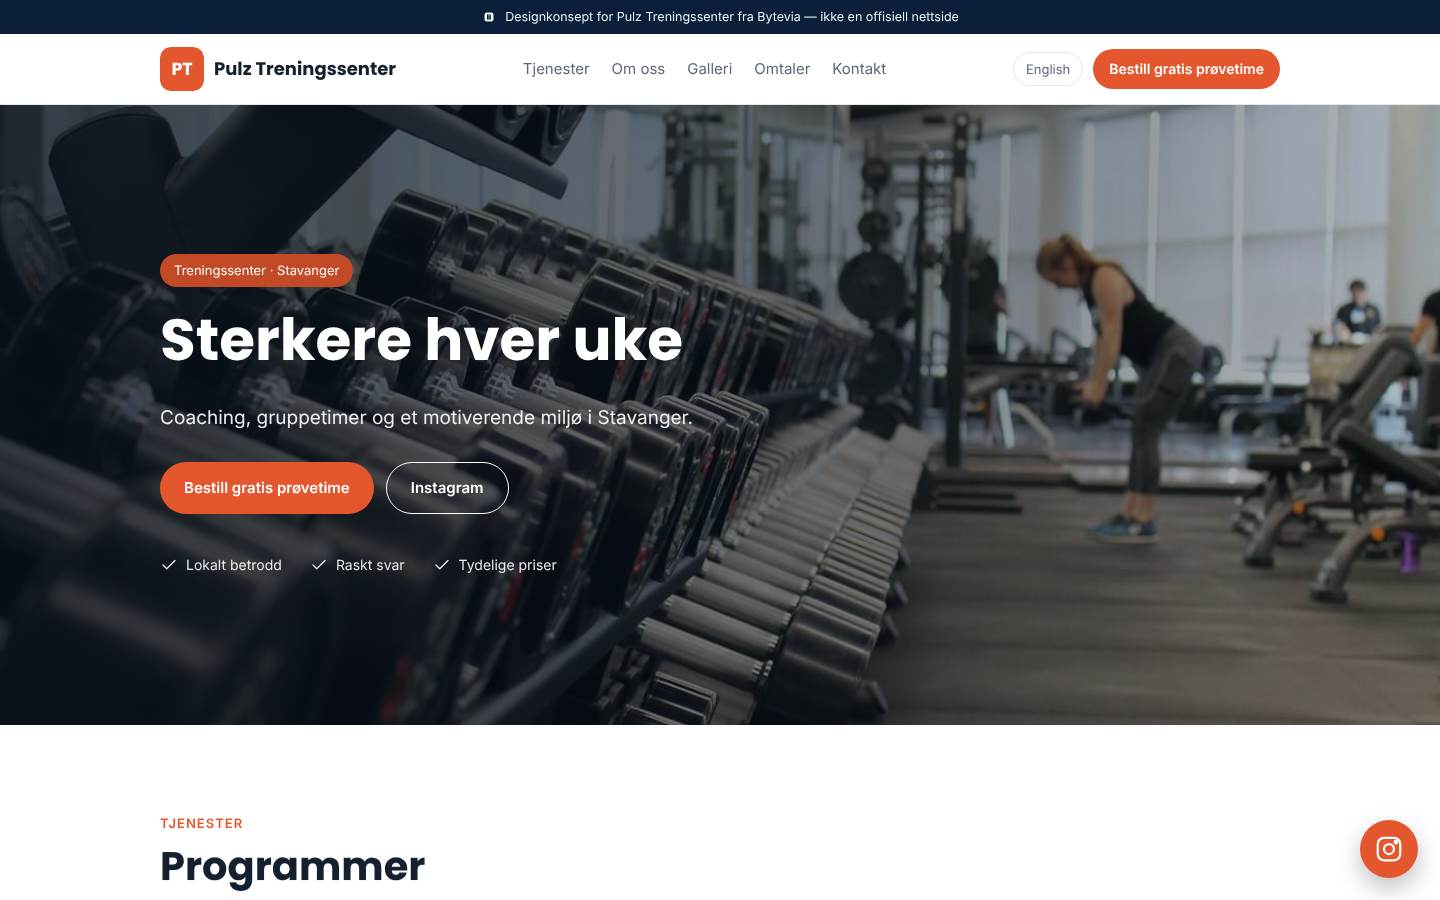 Designkonsept for Pulz Treningssenter fra Bytevia — ikke en offisiell nettside
PT Pulz Treningssenter
Tjenester Om oss Galleri Omtaler Kontakt
English
Bestill gratis prøvetime
Treningssenter · Stavanger
Sterkere hver uke
Coaching, gruppetimer og et motiverende miljø i Stavanger.
Bestill gratis prøvetime
Instagram
Lokalt betrodd
Raskt svar
Tydelige priser
TJENESTER
Programmer